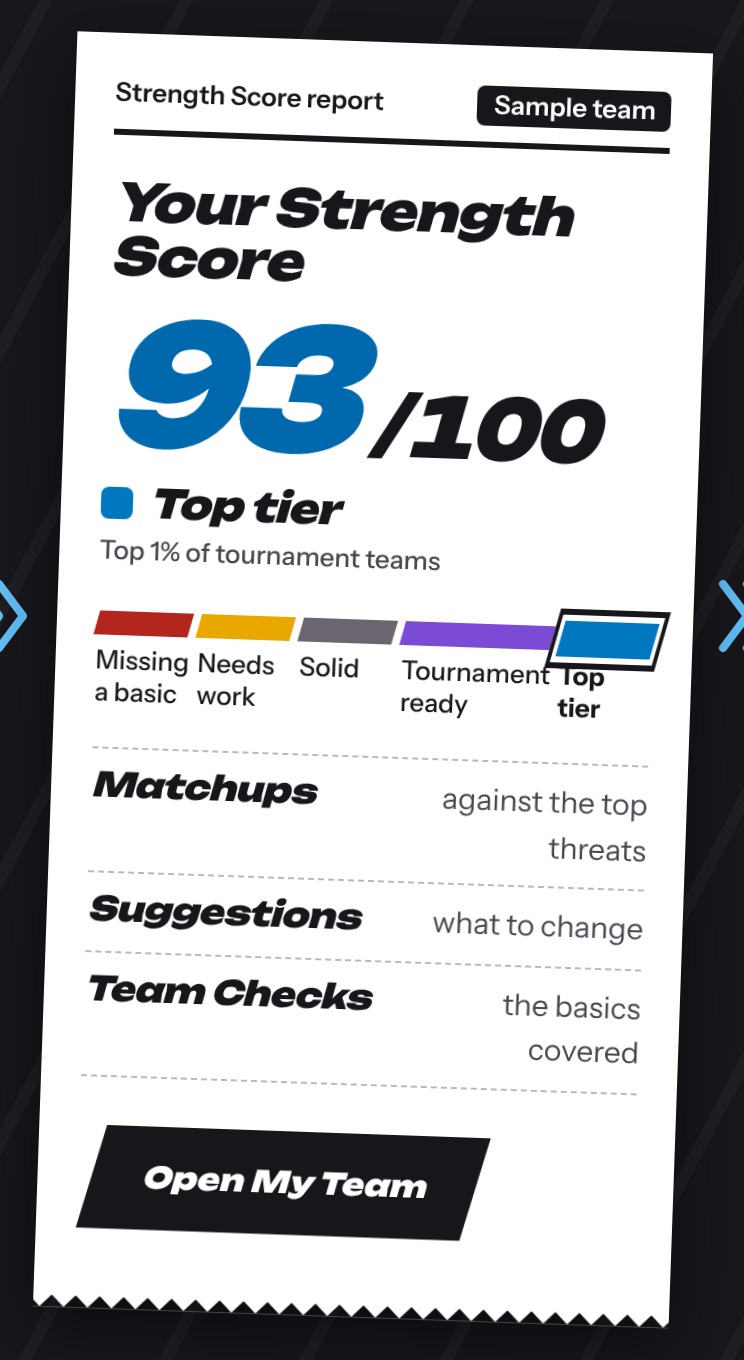 Strength Score report
Sample team
Your Strength
Score
93/100
Top tier
Top 1% of tournament teams
Missing
a basic
Needs
work
Solid
Tournament
ready
Top
tier
Matchups
against the top
threats
Suggestions
what to change
Team Checks
the basics
covered
Open My Team